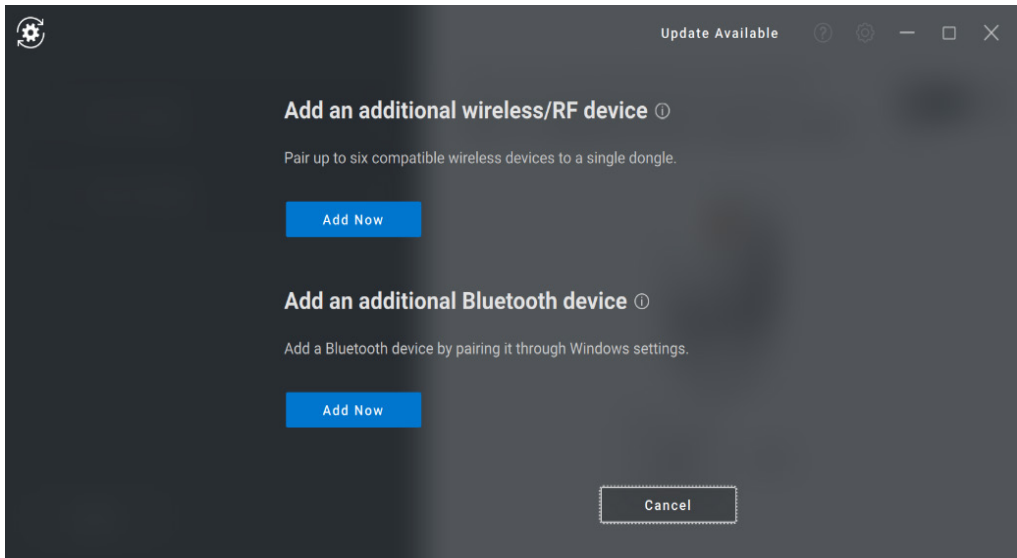 Update Available
Add an additional wireless/RF device
Pair up to six compatible wireless devices to a single dongle.
Add Now
Add an additional Bluetooth device
Add a Bluetooth device by pairing it through Windows settings.
Add Now
Cancel